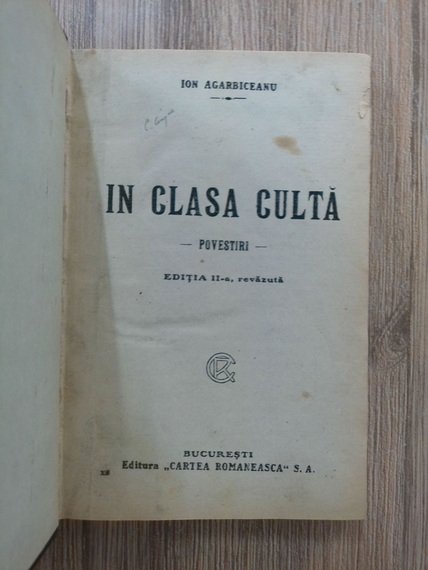 ION AGARBICEANU
IN CLASA CULTĂ
— POVESTIRI —
EDIŢIA II-a, revăzută
BUCUREŞTI
Editura „CARTEA ROMANEASCA“ S. A.